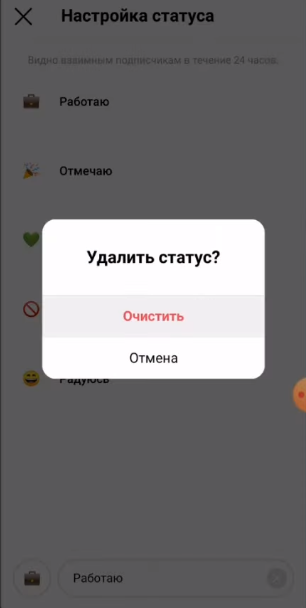 Настройка статуса
Видно взаимным подписчикам в течение 24 часов.
Работаю
Отмечаю
Удалить статус?
Очистить
Отмена
Радуюсь
Работаю